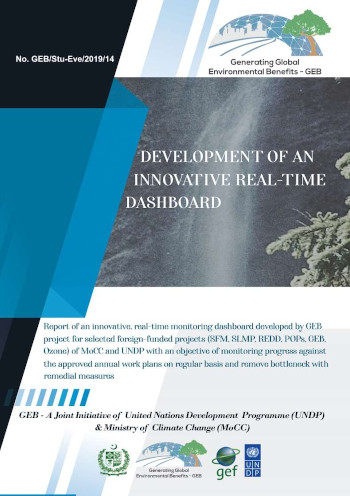 No. GEB/Stu-Eve/2019/14
Generating Global
Environmental Benefits - GEB
DEVELOPMENT OF AN
INNOVATIVE REAL-TIME
DASHBOARD
Report of an innovative, real-time monitoring dashboard developed by GEB
project for selected foreign-funded projects (SFM, SLMP, REDD, POPs, GEB,
Ozone) of MoCC and UNDP with an objective of monitoring progress against
the approved annual work plans on regular basis and remove bottleneck with
remedial measures
GEB - A Joint Initiative of United Nations Development Programme (UNDP)
& Ministry of Climate Change (MoCC)
Generating Global
Environmental Benefits - GEB
gef
U N
D P